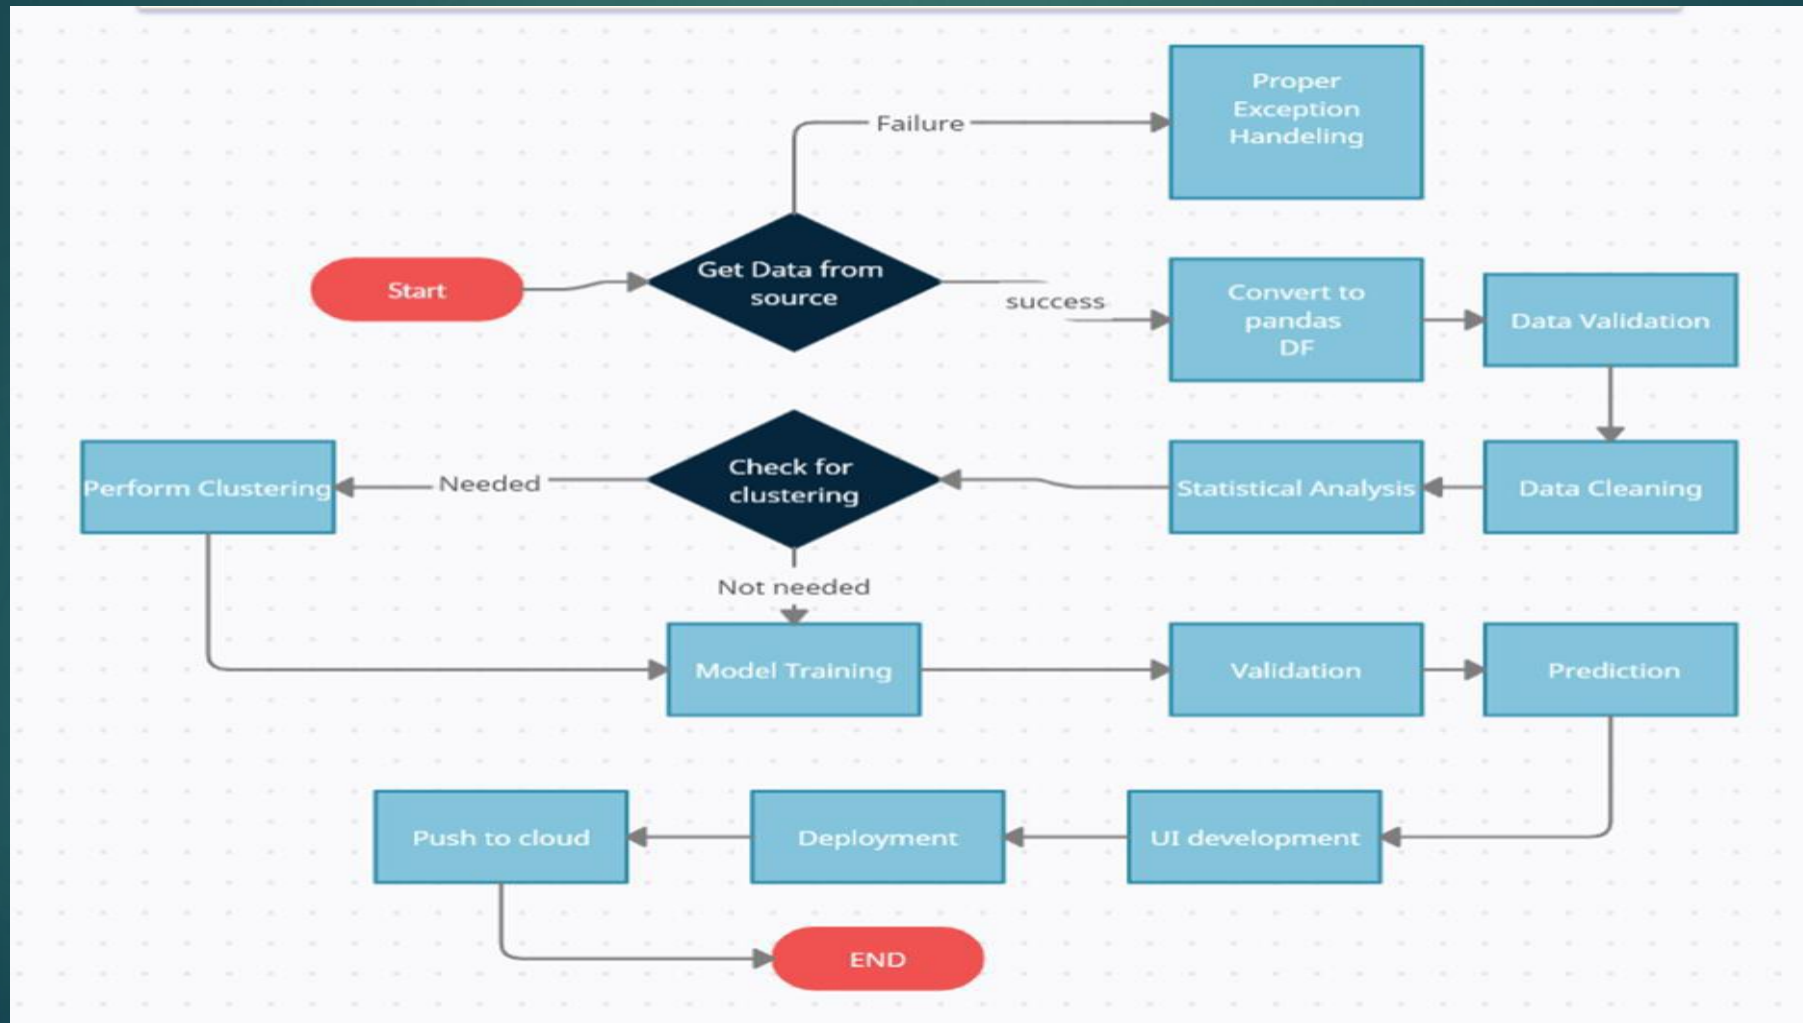 Proper
Exception
Handeling
Failure
Start
Get Data from
source
success
Convert to
pandas
DF
Data Validation
Perform Clustering
Needed
Check for
clustering
Statistical Analysis
Data Cleaning
Not needed
Model Training
Validation
Prediction
Push to cloud
Deployment
UI development
END